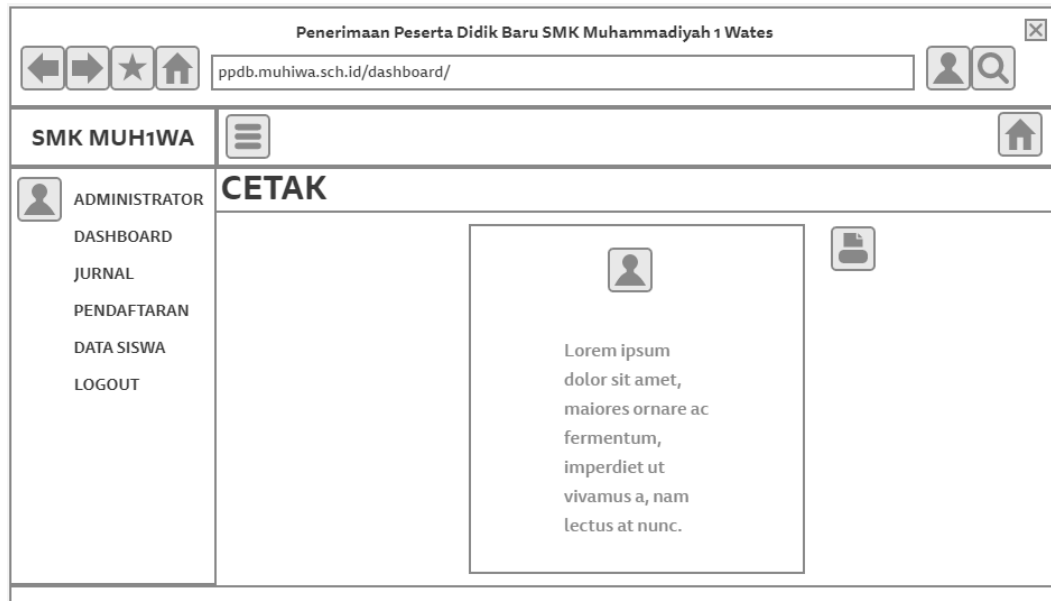 Penerimaan Peserta Didik Baru SMK Muhammadiyah 1 Wates
ppdb.muhiwa.sch.id/dashboard/
SMK MUH1WA
ADMINISTRATOR
DASHBOARD
JURNAL
PENDAFTARAN
DATA SISWA
LOGOUT
CETAK
Lorem ipsum
dolor sit amet,
maiores ornare ac
fermentum,
imperdiet ut
vivamus a, nam
lectus at nunc.